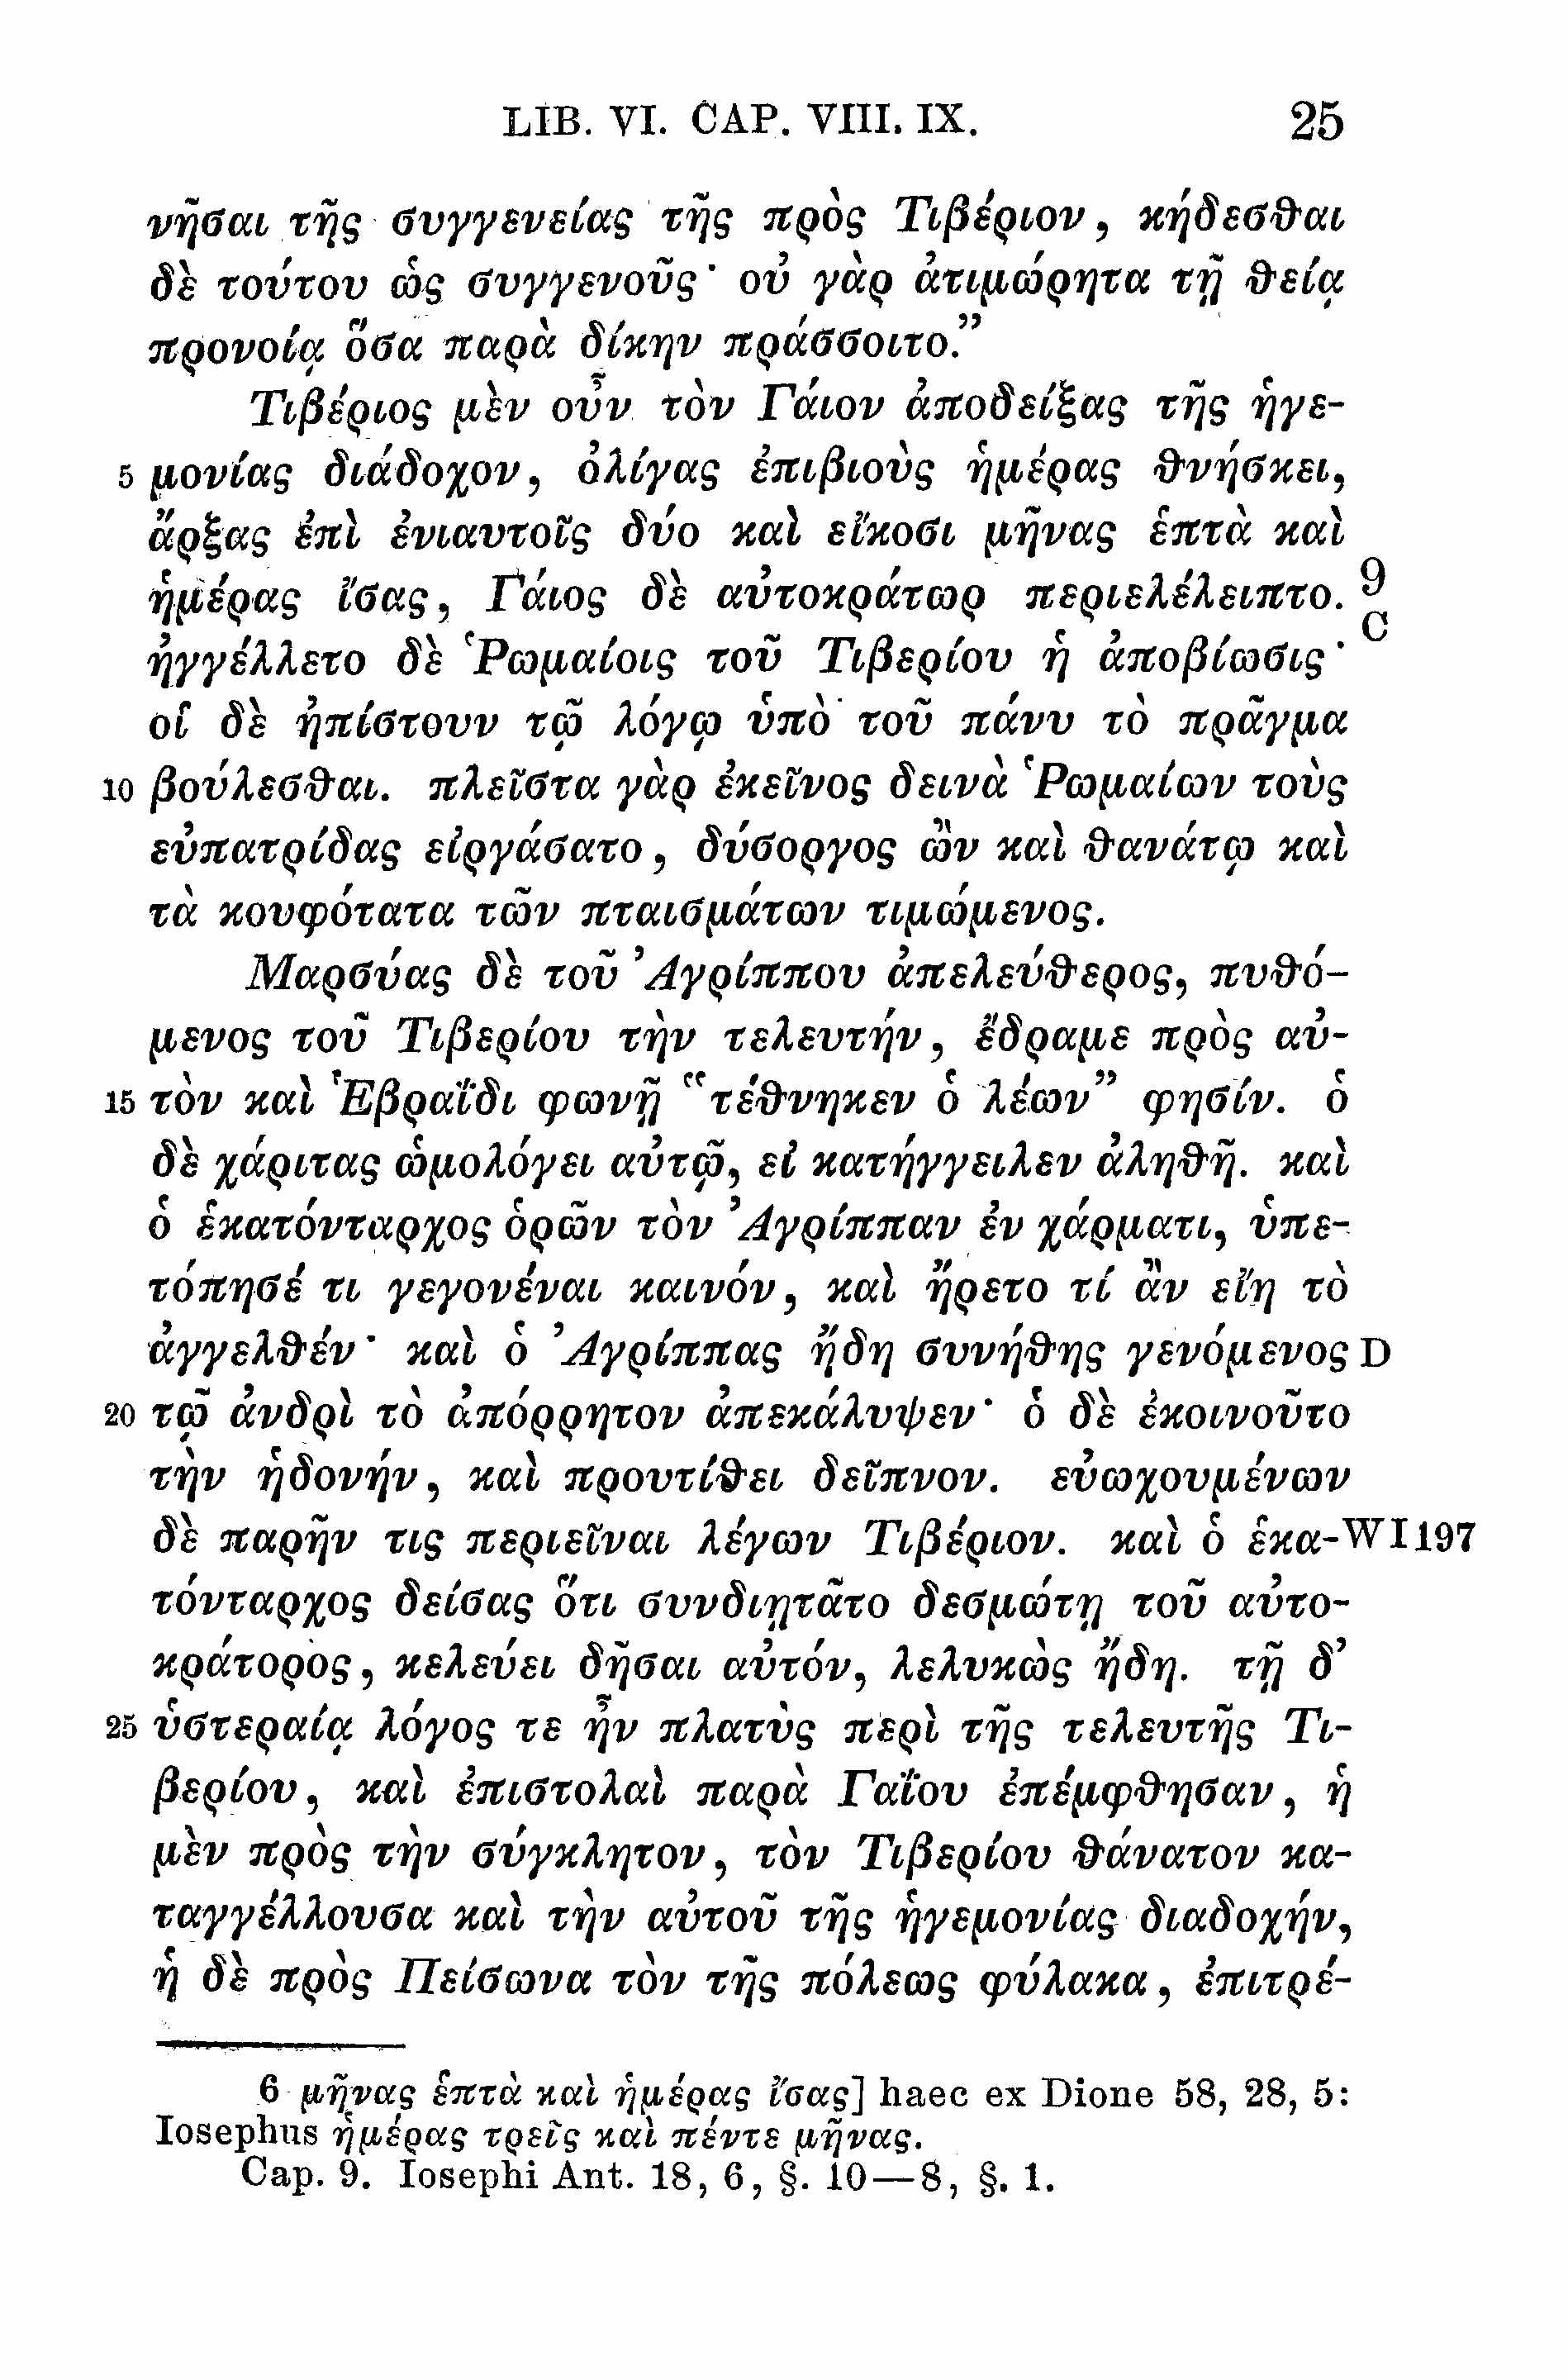 LIB. VI. CAP. VIII. IX. 25
νῆσαι τῆς συγγενείας τῆς πρὸς Τιβέριον, κήδεσθαι
δὲ τούτου ὡς συγγενοῦς· οὐ γὰρ ἀτιμώρητα τῇ θείᾳ
προνοίᾳ ὅσα παρὰ δίκην πράσσοιτο.”
Τιβέριος μὲν οὖν τὸν Γάιον ἀποδείξας τῆς ἡγε-
5 μονίας διάδοχον, ὀλίγας ἐπιβιοὺς ἡμέρας θνήσκει,
ἄρξας ἐπὶ ἐνιαυτοῖς δύο καὶ εἴκοσι μῆνας ἑπτὰ καὶ
ἡμέρας ἴσας, Γάιος δὲ αὐτοκράτωρ περιελέλειπτο. 9
ἠγγέλλετο δὲ Ῥωμαίοις τοῦ Τιβερίου ἡ ἀποβίωσις· C
οἱ δὲ ἠπίστουν τῷ λόγῳ ὑπὸ τοῦ πάνυ τὸ πρᾶγμα
10 βούλεσθαι. πλεῖστα γὰρ ἐκεῖνος δεινὰ Ῥωμαίων τοὺς
εὐπατρίδας εἰργάσατο, δύσοργος ὢν καὶ θανάτῳ καὶ
τὰ κουφότατα τῶν πταισμάτων τιμώμενος.
Μαρσύας δὲ τοῦ Ἀγρίππου ἀπελεύθερος, πυθό-
μενος τοῦ Τιβερίου τὴν τελευτήν, ἔδραμε πρὸς αὐ-
15 τὸν καὶ Ἑβραΐδι φωνῇ “τέθνηκεν ὁ λέων” φησίν. ὁ
δὲ χάριτας ὡμολόγει αὐτῷ, εἰ κατήγγειλεν ἀληθῆ. καὶ
ὁ ἑκατόνταρχος ὁρῶν τὸν Ἀγρίππαν ἐν χάρματι, ὑπε-
τόπησέ τι γεγονέναι καινόν, καὶ ἤρετο τί ἂν εἴη τὸ
ἀγγελθέν· καὶ ὁ Ἀγρίππας ἤδη συνήθης γενόμενος D
20 τῷ ἀνδρὶ τὸ ἀπόρρητον ἀπεκάλυψεν· ὁ δὲ ἐκοινοῦτο
τὴν ἡδονήν, καὶ προυτίθει δεῖπνον. εὐωχουμένων
δὲ παρῆν τις περιεῖναι λέγων Τιβέριον. καὶ ὁ ἑκα- W I 197
τόνταρχος δείσας ὅτι συνδιῃτᾶτο δεσμώτῃ τοῦ αὐτο-
κράτορος, κελεύει δῆσαι αὐτόν, λελυκὼς ἤδη. τῇ δ’
25 ὑστεραίᾳ λόγος τε ἦν πλατὺς περὶ τῆς τελευτῆς Τι-
βερίου, καὶ ἐπιστολαὶ παρὰ Γαΐου ἐπέμφθησαν, ἡ
μὲν πρὸς τὴν σύγκλητον, τὸν Τιβερίου θάνατον κα-
ταγγέλλουσα καὶ τὴν αὐτοῦ τῆς ἡγεμονίας διαδοχήν,
ἡ δὲ πρὸς Πείσωνα τὸν τῆς πόλεως φύλακα, ἐπιτρέ-
6 μῆνας ἑπτὰ καὶ ἡμέρας ἴσας] haec ex Dione 58, 28, 5:
Iosephus ἡμέρας τρεῖς καὶ πέντε μῆνας.
Cap. 9. Iosephi Ant. 18, 6, §. 10—8, §. 1.